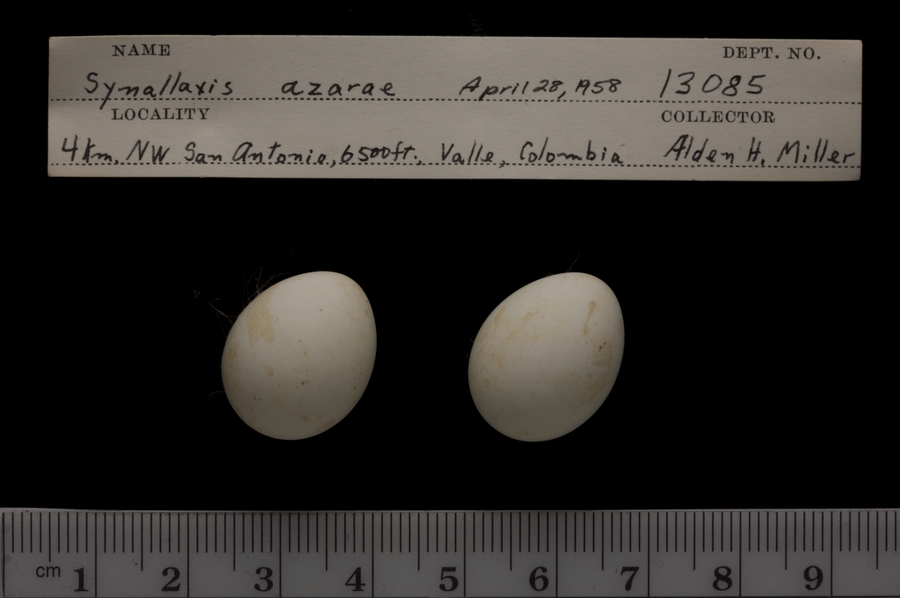 NAME DEPT. NO.
Synallaxis azarae April 28, 1958 13085
LOCALITY COLLECTOR
4 km. NW San Antonio, 6500 ft., Valle, Colombia Alden H. Miller
cm 1 2 3 4 5 6 7 8 9